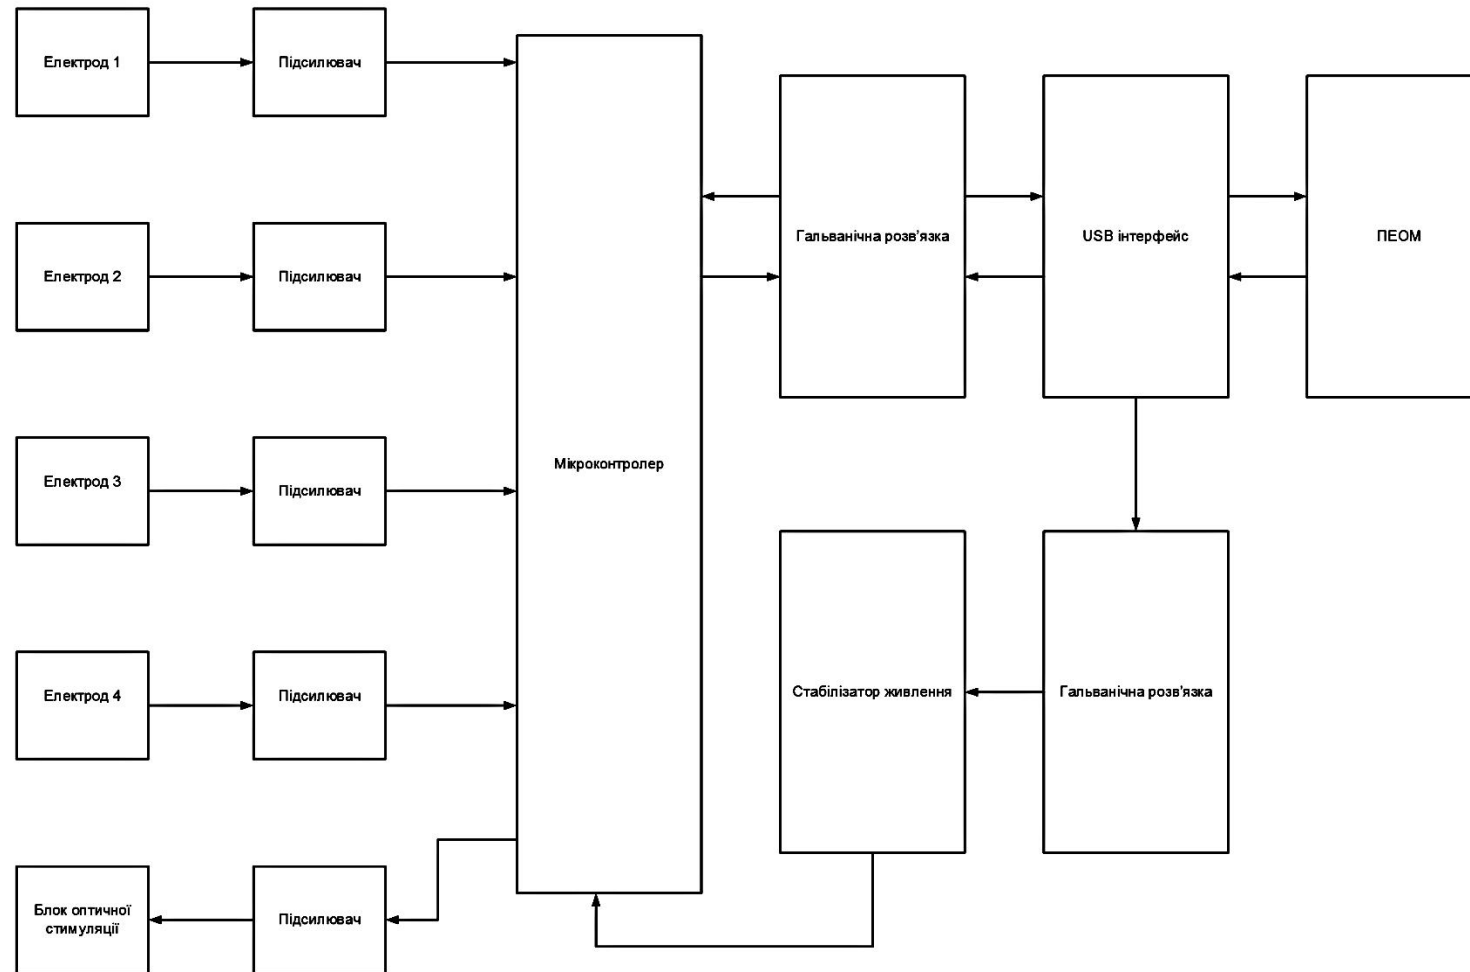 Електрод 1
Підсилювач
Електрод 2
Підсилювач
Гальванічна розв'язка
USB інтерфейс
ПЕОМ
Мікроконтролер
Електрод 3
Підсилювач
Електрод 4
Підсилювач
Стабілізатор живлення
Гальванічна розв'язка
Блок оптичної
стимуляції
Підсилювач